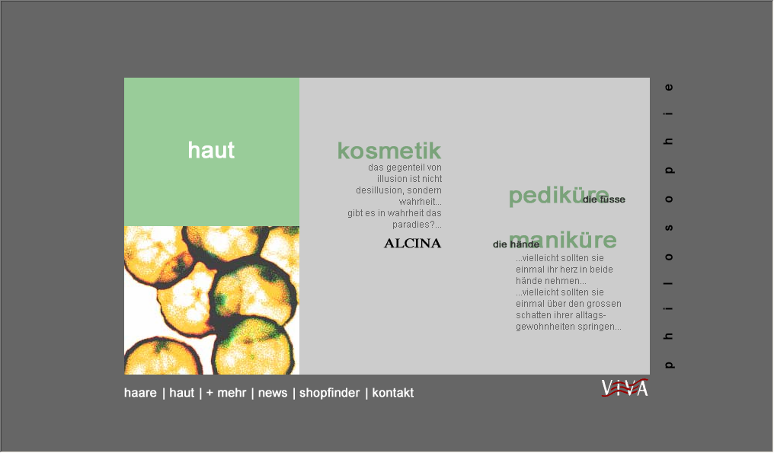 haut
kosmetik
das gegenteil von
illusion ist nicht
desillusion, sondern
wahrheit...
gibt es in wahrheit das
paradies?...
ALCINA
pediküre
die füsse
maniküre
die hände
...vielleicht sollten sie
einmal ihr herz in beide
hände nehmen...
...vielleicht sollten sie
einmal über den grossen
schatten ihrer alltags-
gewohnheiten springen...
philosophie
haare | haut | + mehr | news | shopfinder | kontakt
VIVA